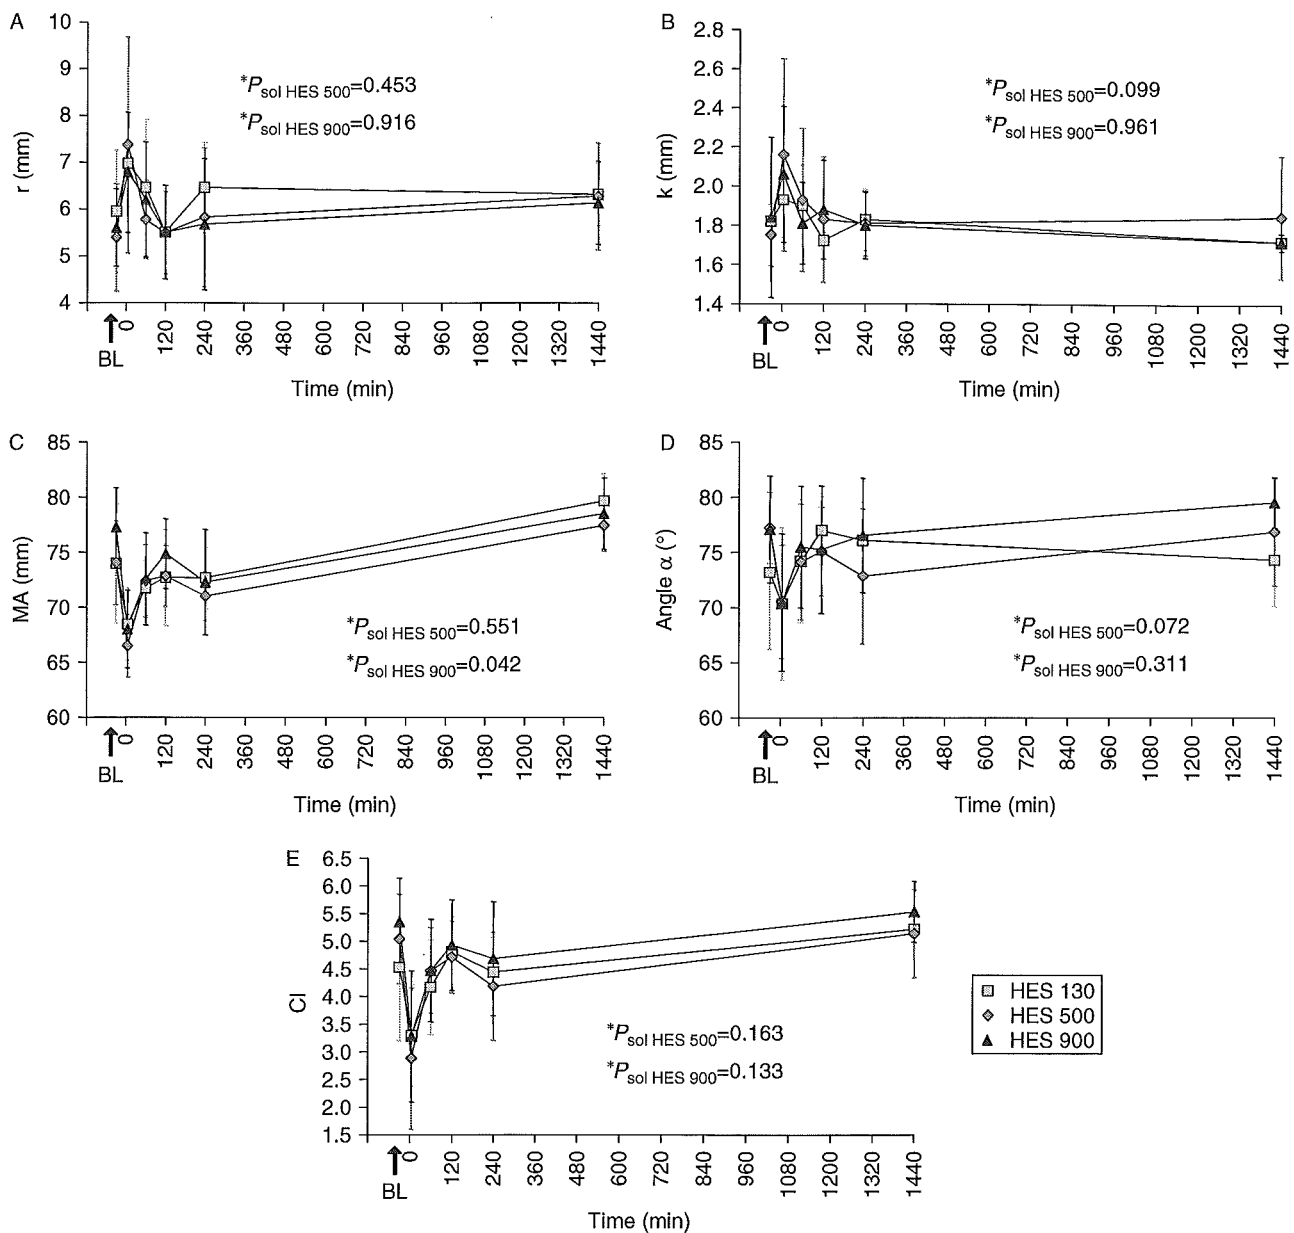 A
10
9
8
7
6
5
4
r (mm)
*Psol HES 500=0.453
*Psol HES 900=0.916
0 120 240 360 480 600 720 840 960 1080 1200 1320 1440
BL
Time (min)
B
2.8
2.6
2.4
2.2
2.0
1.8
1.6
1.4
k (mm)
*Psol HES 500=0.099
*Psol HES 900=0.961
0 120 240 360 480 600 720 840 960 1080 1200 1320 1440
BL
Time (min)
C
85
80
75
70
65
60
MA (mm)
*Psol HES 500=0.551
*Psol HES 900=0.042
0 120 240 360 480 600 720 840 960 1080 1200 1320 1440
BL
Time (min)
D
85
80
75
70
65
60
Angle α (°)
*Psol HES 500=0.072
*Psol HES 900=0.311
0 120 240 360 480 600 720 840 960 1080 1200 1320 1440
BL
Time (min)
E
6.5
6.0
5.5
5.0
4.5
4.0
3.5
3.0
2.5
2.0
1.5
CI
*Psol HES 500=0.163
*Psol HES 900=0.133
0 120 240 360 480 600 720 840 960 1080 1200 1320 1440
BL
Time (min)
HES 130
HES 500
HES 900